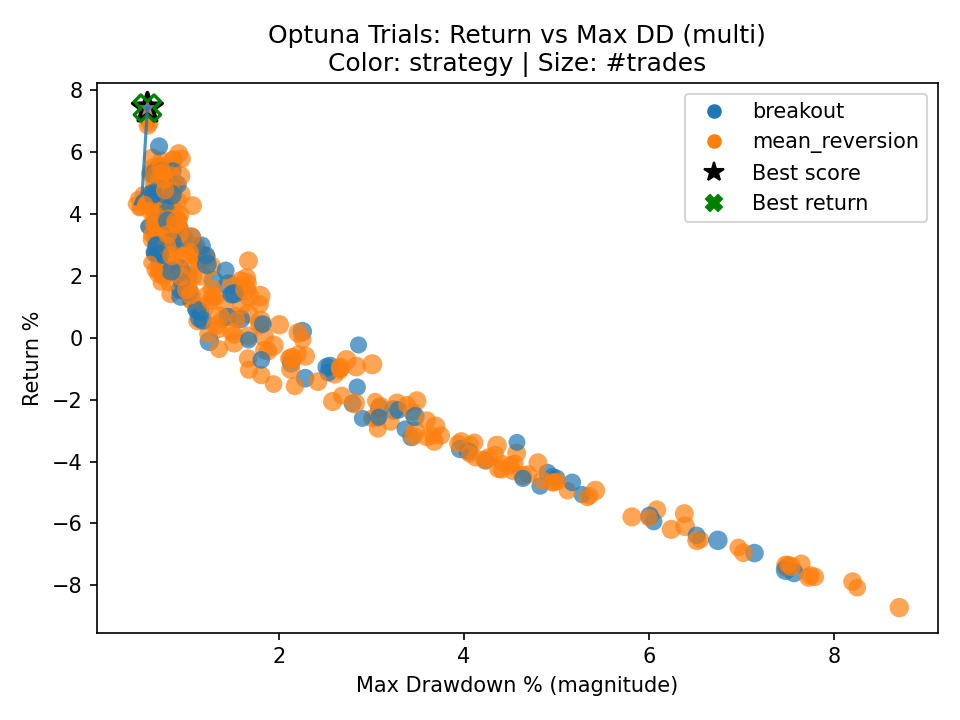 Optuna Trials: Return vs Max DD (multi)
Color: strategy | Size: #trades
8
6
4
2
0
−2
−4
−6
−8
Return %
breakout
mean_reversion
Best score
Best return
2
4
6
8
Max Drawdown % (magnitude)